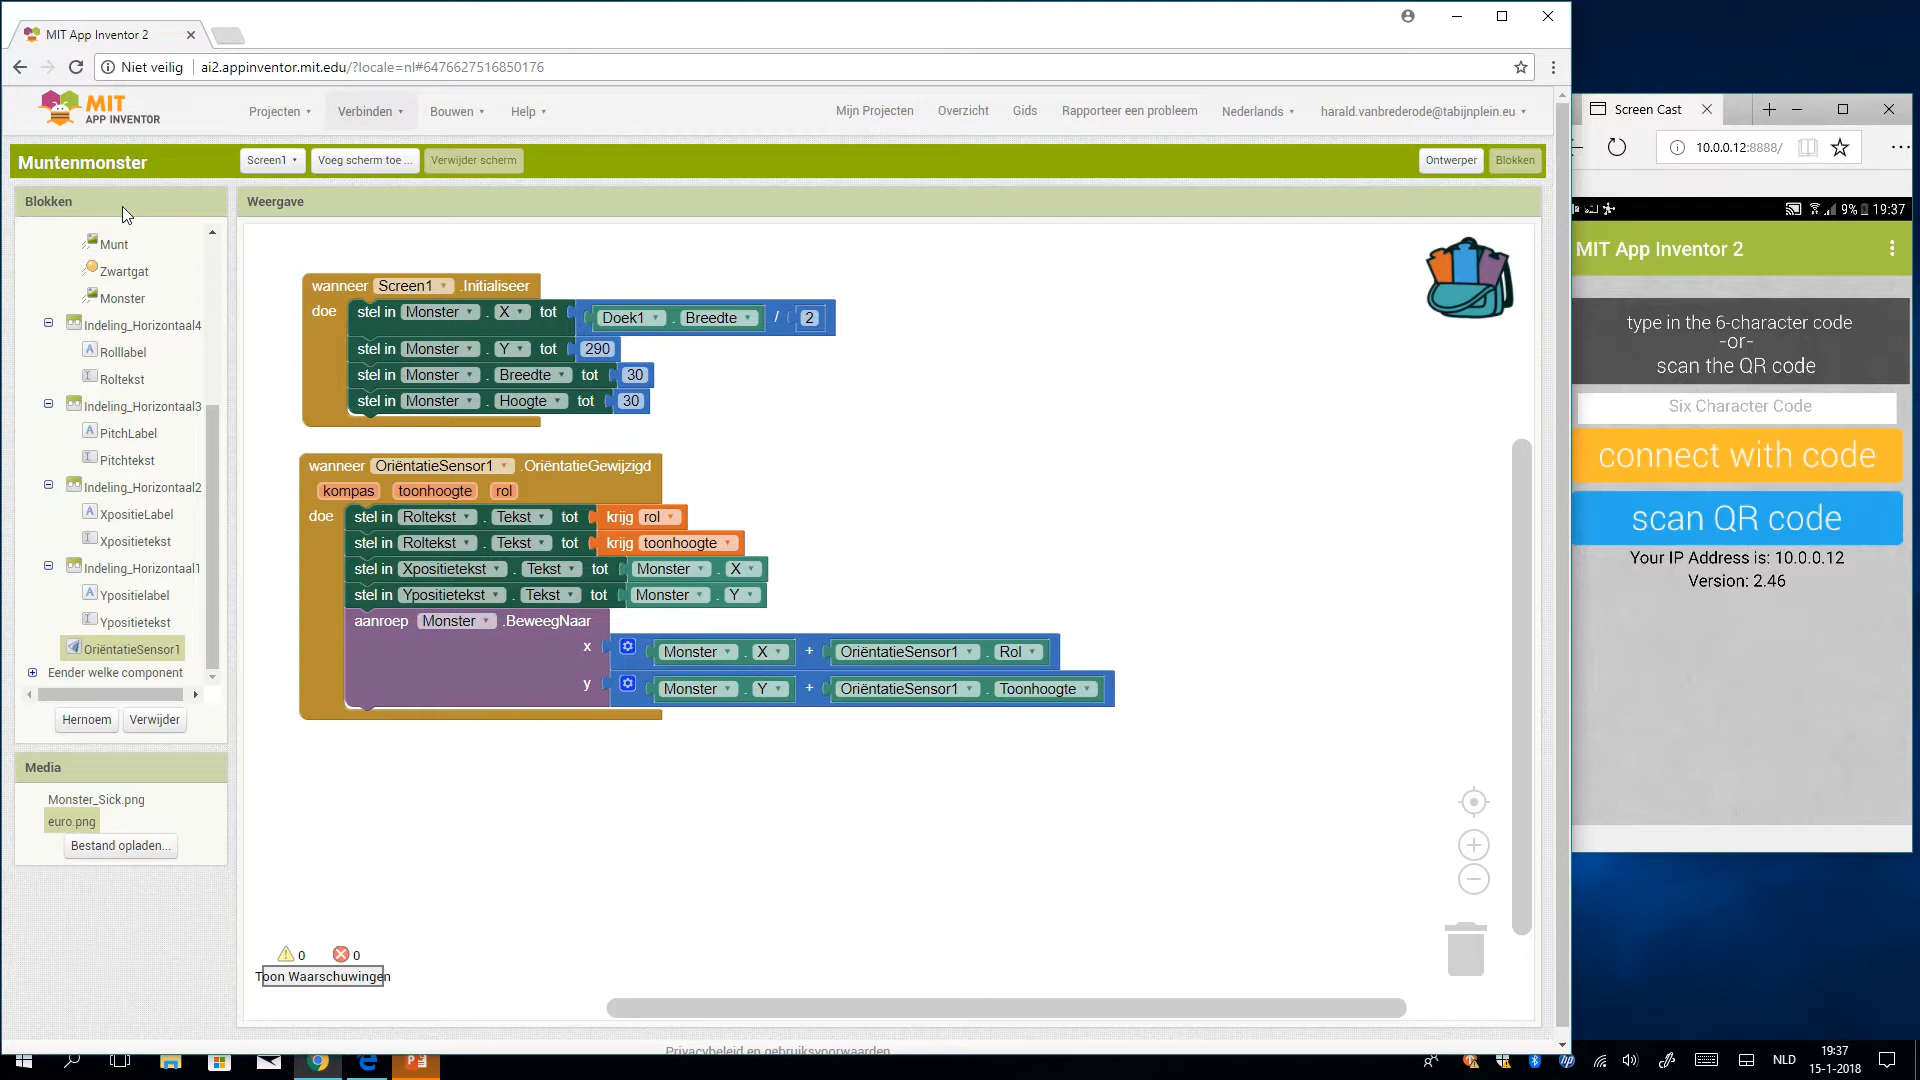 MIT App Inventor 2
Niet veilig
ai2.appinventor.mit.edu/?locale=nl#6476627516850176
MIT
APP INVENTOR
Projecten
Verbinden
Bouwen
Help
Mijn Projecten
Overzicht
Gids
Rapporteer een probleem
Nederlands
harald.vanbrederode@tabijnplein.eu
Muntenmonster
Screen1
Voeg scherm toe ...
Verwijder scherm
Ontwerper
Blokken
Blokken
Munt
Zwartgat
Monster
Indeling_Horizontaal4
Rolllabel
Roltekst
Indeling_Horizontaal3
PitchLabel
Pitchtekst
Indeling_Horizontaal2
XpositieLabel
Xpositietekst
Indeling_Horizontaal1
Ypositielabel
Ypositietekst
OriëntatieSensor1
Eender welke component
Hernoem
Verwijder
Media
Monster_Sick.png
euro.png
Bestand opladen...
Weergave
wanneer Screen1 .Initialiseer
doe stel in Monster . X tot Doek1 . Breedte / 2
stel in Monster . Y tot 290
stel in Monster . Breedte tot 30
stel in Monster . Hoogte tot 30
wanneer OriëntatieSensor1 .OriëntatieGewijzigd
kompas toonhoogte rol
doe stel in Roltekst . Tekst tot krijg rol
stel in Roltekst . Tekst tot krijg toonhoogte
stel in Xpositietekst . Tekst tot Monster . X
stel in Ypositietekst . Tekst tot Monster . Y
aanroep Monster .BeweegNaar
x Monster . X + OriëntatieSensor1 . Rol
y Monster . Y + OriëntatieSensor1 . Toonhoogte
0 0
Toon Waarschuwingen
Privacybeleid en gebruiksvoorwaarden
Screen Cast
10.0.0.12:8888/
9% 19:37
MIT App Inventor 2
type in the 6-character code
-or-
scan the QR code
Six Character Code
connect with code
scan QR code
Your IP Address is: 10.0.0.12
Version: 2.46
NLD
19:37
15-1-2018